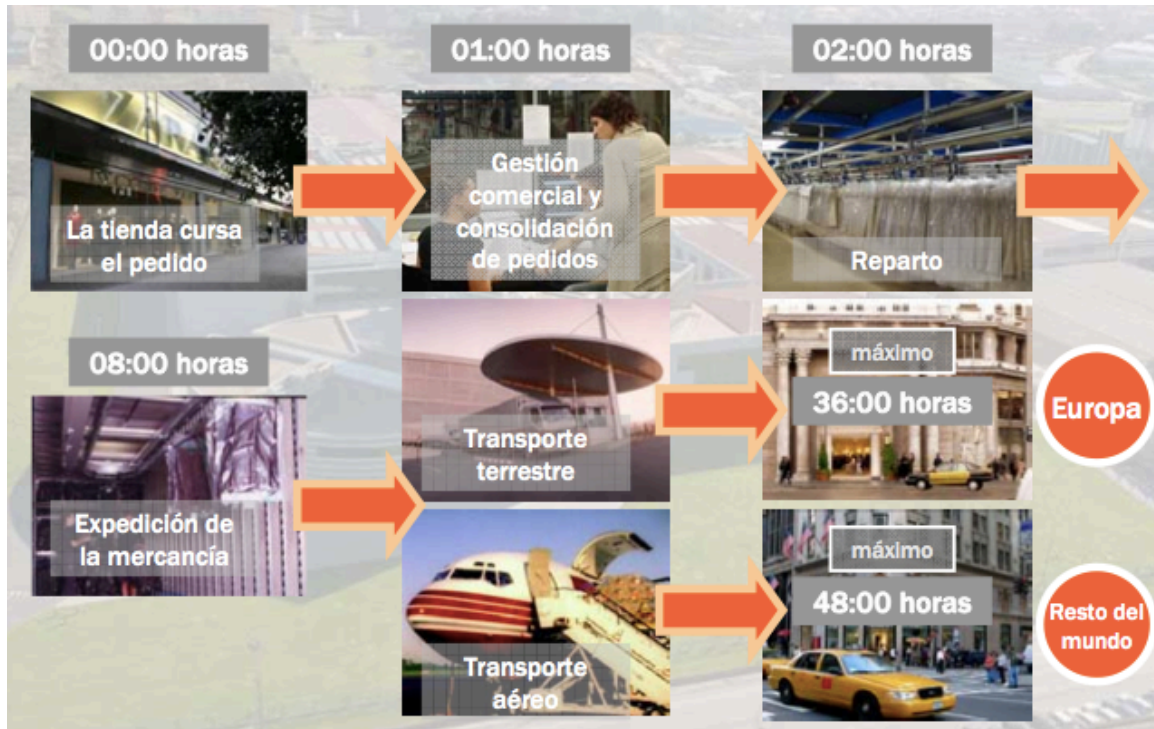 00:00 horas
01:00 horas
02:00 horas
La tienda cursa
el pedido
Gestión
comercial y
consolidación
de pedidos
Reparto
08:00 horas
Expedición de
la mercancía
Transporte
terrestre
máximo
36:00 horas
Europa
Transporte
aéreo
máximo
48:00 horas
Resto del
mundo